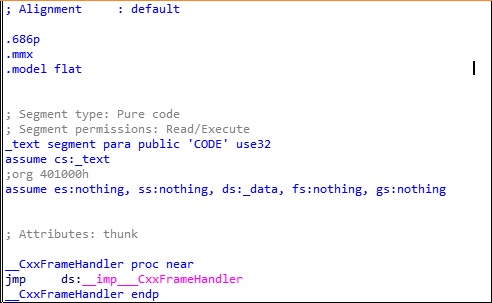 ; Alignment     : default
.686p
.mmx
.model flat
; Segment type: Pure code
; Segment permissions: Read/Execute
_text segment para public 'CODE' use32
assume cs:_text
;org 401000h
assume es:nothing, ss:nothing, ds:_data, fs:nothing, gs:nothing
; Attributes: thunk
__CxxFrameHandler proc near
jmp     ds:__imp___CxxFrameHandler
__CxxFrameHandler endp